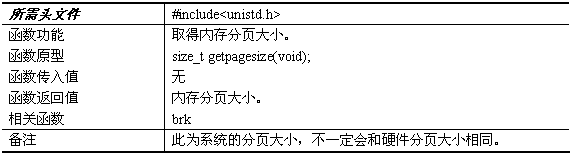 所需头文件 #include<unistd.h>
函数功能 取得内存分页大小。
函数原型 size_t getpagesize(void);
函数传入值 无
函数返回值 内存分页大小。
相关函数 brk
备注 此为系统的分页大小，不一定会和硬件分页大小相同。